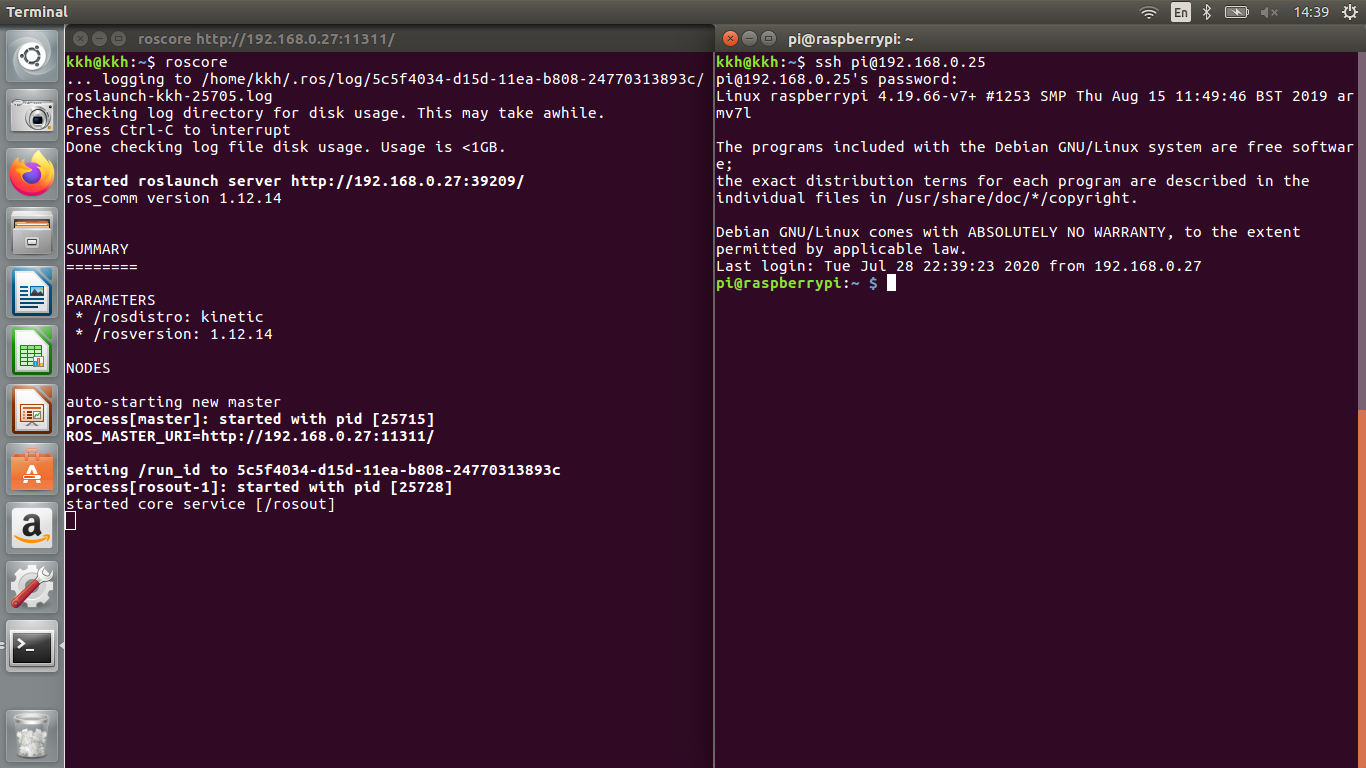 Terminal
En
14:39
roscore http://192.168.0.27:11311/
kkh@kkh:~$ roscore
... logging to /home/kkh/.ros/log/5c5f4034-d15d-11ea-b808-24770313893c/
roslaunch-kkh-25705.log
Checking log directory for disk usage. This may take awhile.
Press Ctrl-C to interrupt
Done checking log file disk usage. Usage is <1GB.
started roslaunch server http://192.168.0.27:39209/
ros_comm version 1.12.14
SUMMARY
========
PARAMETERS
 * /rosdistro: kinetic
 * /rosversion: 1.12.14
NODES
auto-starting new master
process[master]: started with pid [25715]
ROS_MASTER_URI=http://192.168.0.27:11311/
setting /run_id to 5c5f4034-d15d-11ea-b808-24770313893c
process[rosout-1]: started with pid [25728]
started core service [/rosout]
pi@raspberrypi: ~
kkh@kkh:~$ ssh pi@192.168.0.25
pi@192.168.0.25's password:
Linux raspberrypi 4.19.66-v7+ #1253 SMP Thu Aug 15 11:49:46 BST 2019 ar
mv7l
The programs included with the Debian GNU/Linux system are free softwar
e;
the exact distribution terms for each program are described in the
individual files in /usr/share/doc/*/copyright.
Debian GNU/Linux comes with ABSOLUTELY NO WARRANTY, to the extent
permitted by applicable law.
Last login: Tue Jul 28 22:39:23 2020 from 192.168.0.27
pi@raspberrypi:~ $